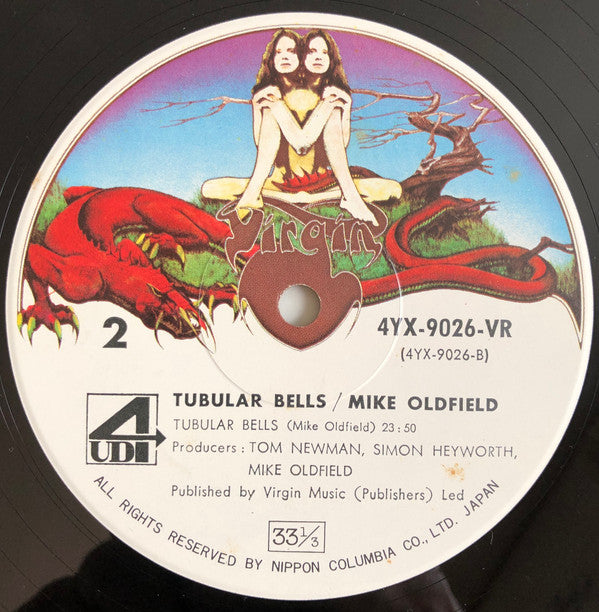 Virgin
2
4YX-9026-VR
(4YX-9026-B)
4
UDI
TUBULAR BELLS / MIKE OLDFIELD
TUBULAR BELLS (Mike Oldfield) 23:50
Producers: TOM NEWMAN, SIMON HEYWORTH,
MIKE OLDFIELD
Published by Virgin Music (Publishers) Led
33 1/3
ALL RIGHTS RESERVED BY NIPPON COLUMBIA CO., LTD. JAPAN